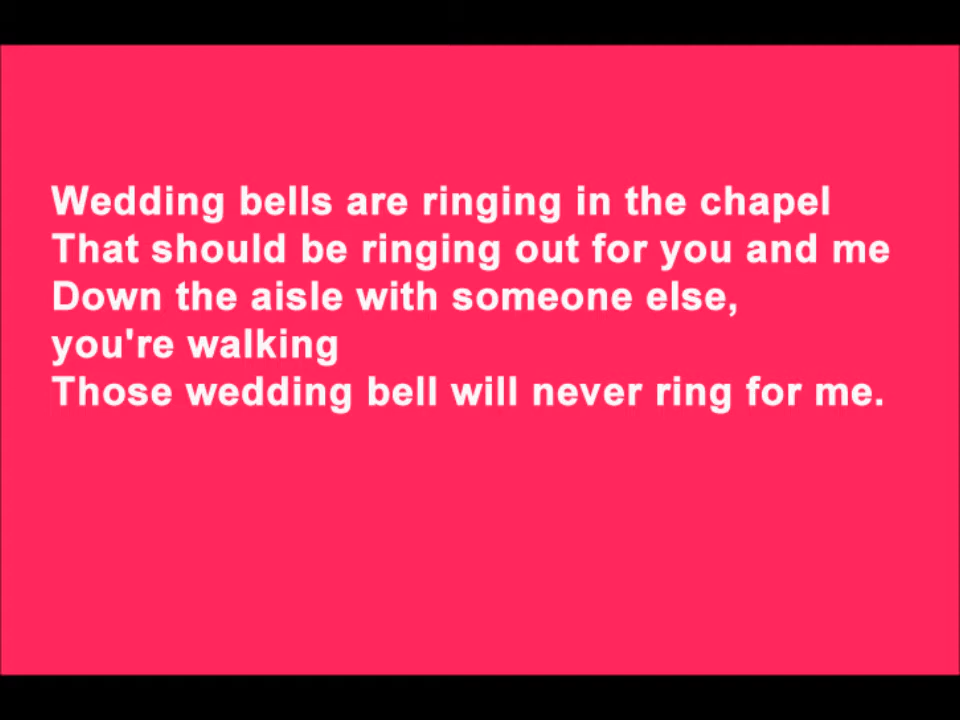 Wedding bells are ringing in the chapel
That should be ringing out for you and me
Down the aisle with someone else,
you're walking
Those wedding bell will never ring for me.